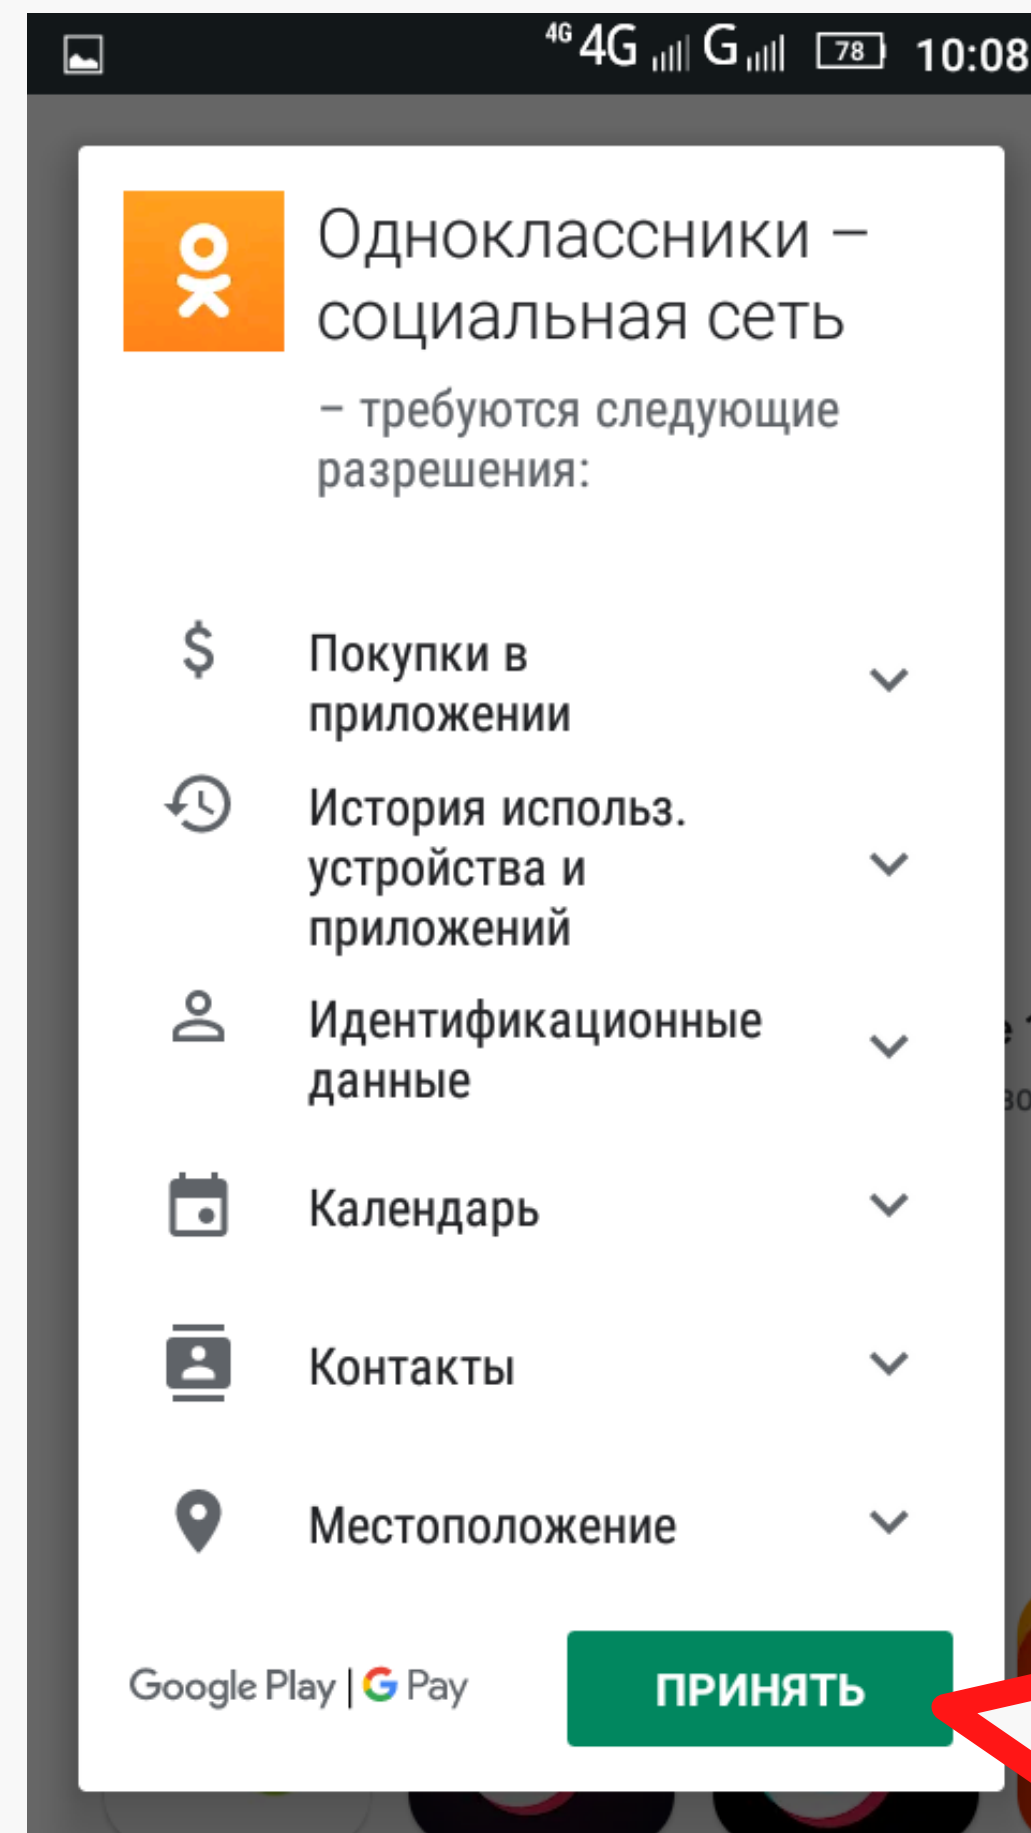 4G 4G G 78 10:08
Одноклассники –
социальная сеть
– требуются следующие
разрешения:
Покупки в
приложении
История использ.
устройства и
приложений
Идентификационные
данные
Календарь
Контакты
Местоположение
Google Play | G Pay
ПРИНЯТЬ